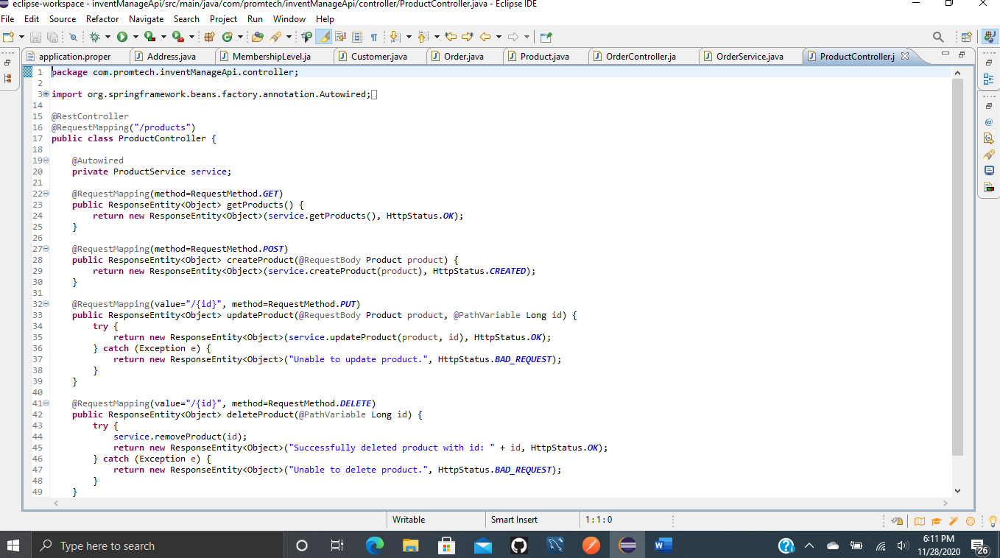 eclipse-workspace - inventManageApi/src/main/java/com/promtech/inventManageApi/controller/ProductController.java - Eclipse IDE
File Edit Source Refactor Navigate Search Project Run Window Help
application.proper Address.java MembershipLevel.ja Customer.java Order.java Product.java OrderController.ja OrderService.java ProductController.j
1 package com.promtech.inventManageApi.controller;
2
3 import org.springframework.beans.factory.annotation.Autowired;
14
15 @RestController
16 @RequestMapping("/products")
17 public class ProductController {
18
19 @Autowired
20 private ProductService service;
21
22 @RequestMapping(method=RequestMethod.GET)
23 public ResponseEntity<Object> getProducts() {
24 return new ResponseEntity<Object>(service.getProducts(), HttpStatus.OK);
25 }
26
27 @RequestMapping(method=RequestMethod.POST)
28 public ResponseEntity<Object> createProduct(@RequestBody Product product) {
29 return new ResponseEntity<Object>(service.createProduct(product), HttpStatus.CREATED);
30 }
31
32 @RequestMapping(value="/{id}", method=RequestMethod.PUT)
33 public ResponseEntity<Object> updateProduct(@RequestBody Product product, @PathVariable Long id) {
34 try {
35 return new ResponseEntity<Object>(service.updateProduct(product, id), HttpStatus.OK);
36 } catch (Exception e) {
37 return new ResponseEntity<Object>("Unable to update product.", HttpStatus.BAD_REQUEST);
38 }
39 }
40
41 @RequestMapping(value="/{id}", method=RequestMethod.DELETE)
42 public ResponseEntity<Object> deleteProduct(@PathVariable Long id) {
43 try {
44 service.removeProduct(id);
45 return new ResponseEntity<Object>("Successfully deleted product with id: " + id, HttpStatus.OK);
46 } catch (Exception e) {
47 return new ResponseEntity<Object>("Unable to delete product.", HttpStatus.BAD_REQUEST);
48 }
49 }
Writable Smart Insert 1 : 1 : 0
Type here to search
6:11 PM
11/28/2020
26